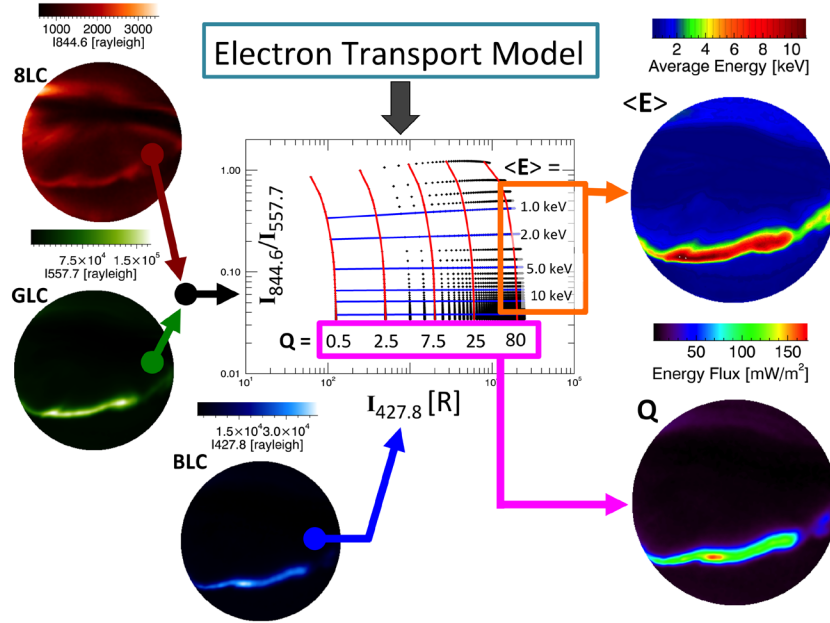 1000 2000 3000
I844.6 [rayleigh]
8LC
Electron Transport Model
2 4 6 8 10
Average Energy [keV]
<E>
7.5×10⁴ 1.5×10⁵
I557.7 [rayleigh]
GLC
I₈₄₄.₆/I₅₅₇.₇
1.00
0.10
0.01
<E> =
1.0 keV
2.0 keV
5.0 keV
10 keV
Q = 0.5 2.5 7.5 25 80
10¹ 10² 10³ 10⁴ 10⁵
I₄₂₇.₈ [R]
50 100 150
Energy Flux [mW/m²]
Q
1.5×10⁴ 3.0×10⁴
I427.8 [rayleigh]
BLC